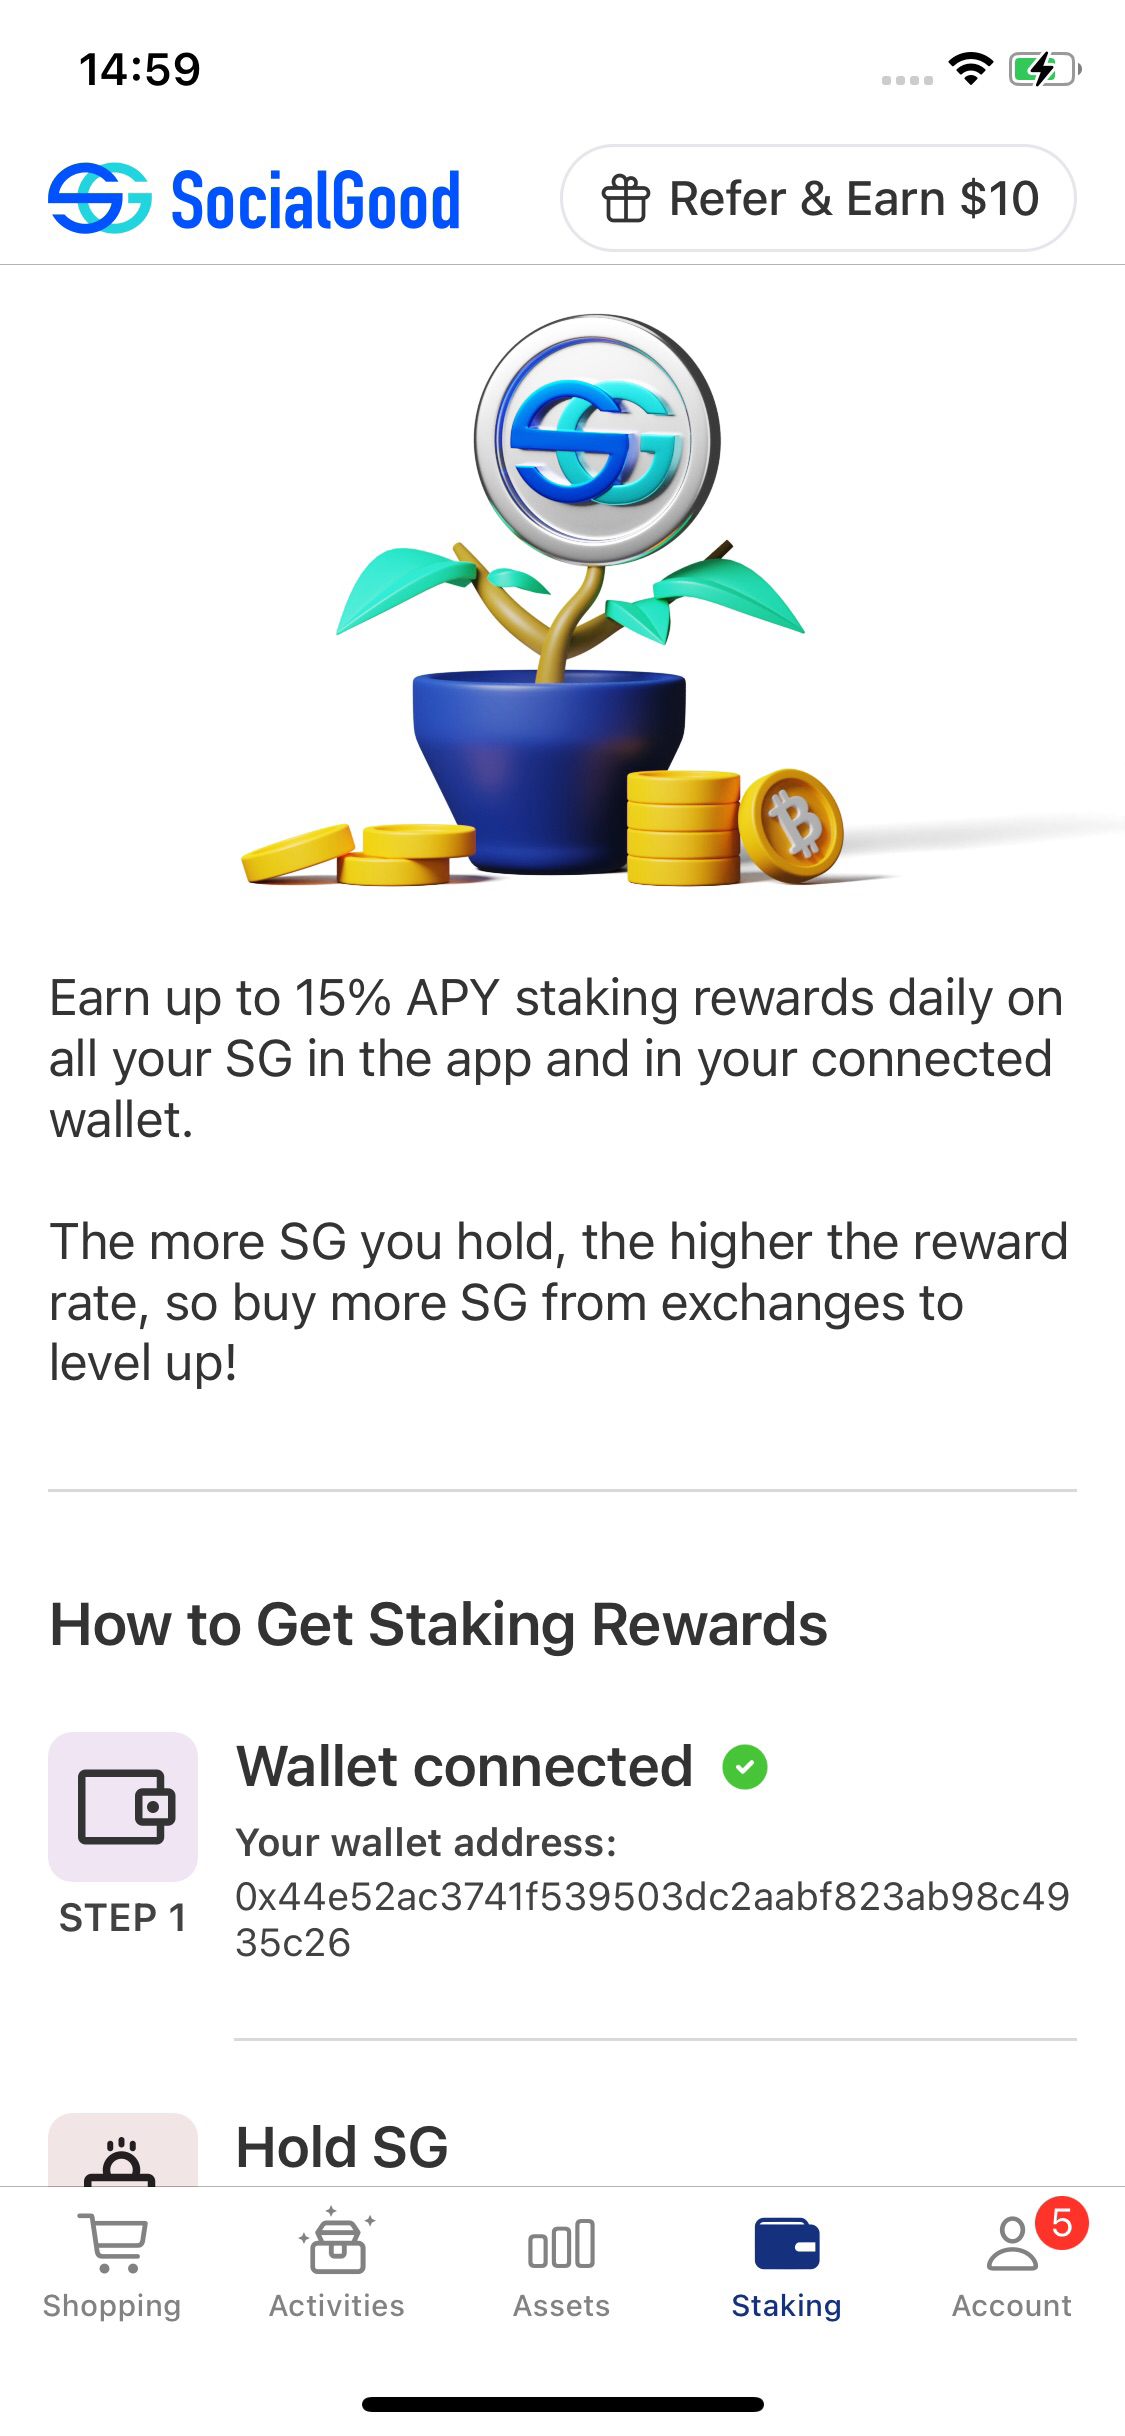 14:59
SocialGood
Refer & Earn $10
Earn up to 15% APY staking rewards daily on
all your SG in the app and in your connected
wallet.
The more SG you hold, the higher the reward
rate, so buy more SG from exchanges to
level up!
How to Get Staking Rewards
Wallet connected
Your wallet address:
0x44e52ac3741f539503dc2aabf823ab98c49
35c26
STEP 1
Hold SG
5
Shopping
Activities
Assets
Staking
Account